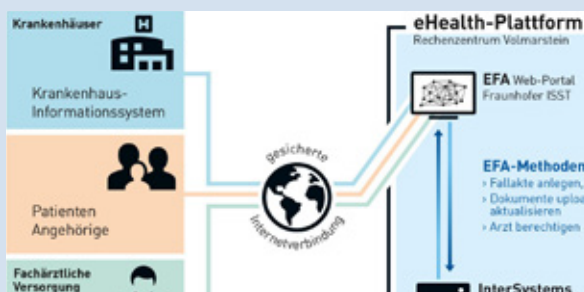 Krankenhäuser
H
Krankenhaus-
Informationssystem
Patienten
Angehörige
Fachärztliche
Versorgung
gesicherte
Internetverbindung
eHealth-Plattform
Rechenzentrum Volmarstein
EFA Web-Portal
Fraunhofer ISST
EFA-Methoden
› Fallakte anlegen,
› Dokumente uploa
aktualisieren
› Arzt berechtigen
InterSystems